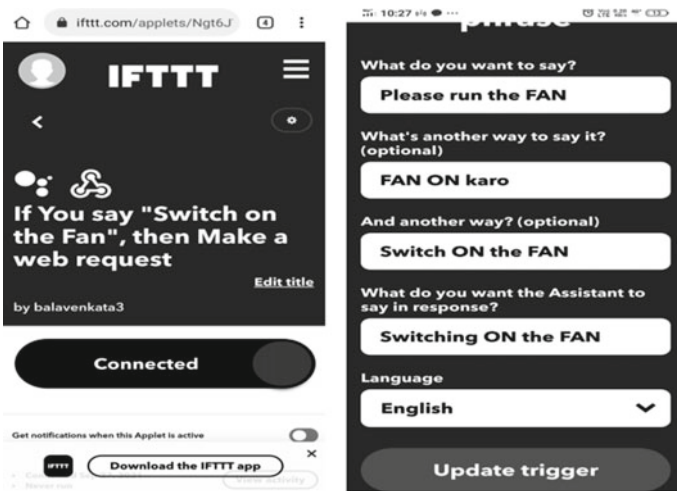 ifttt.com/applets/Ngt6J
4
IFTTT
If You say "Switch on
the Fan", then Make a
web request
Edit title
by balavenkata3
Connected
Get notifications when this Applet is active
IFTTT
Download the IFTTT app
Never run
View activity
10:27
phrase
What do you want to say?
Please run the FAN
What's another way to say it?
(optional)
FAN ON karo
And another way? (optional)
Switch ON the FAN
What do you want the Assistant to
say in response?
Switching ON the FAN
Language
English
Update trigger